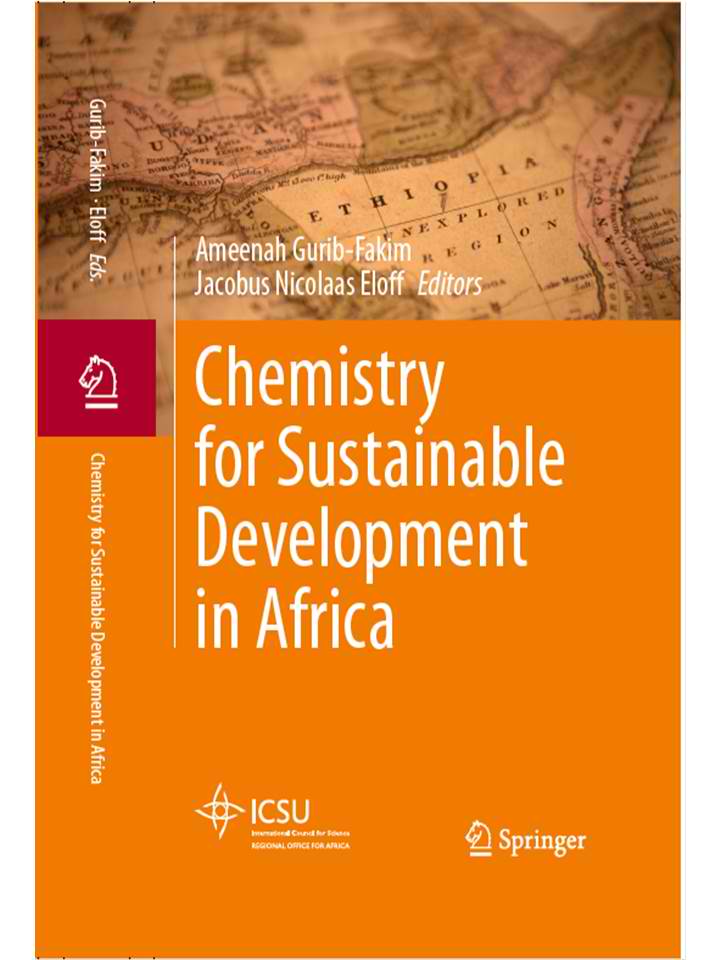 Gurib-Fakim · Eloff Eds.
Chemistry for Sustainable Development in Africa
ETHIOPIA
UNEXPLORED
REGION
Ameenah Gurib-Fakim
Jacobus Nicolaas Eloff Editors
Chemistry
for Sustainable
Development
in Africa
ICSU
International Council for Science
REGIONAL OFFICE FOR AFRICA
Springer